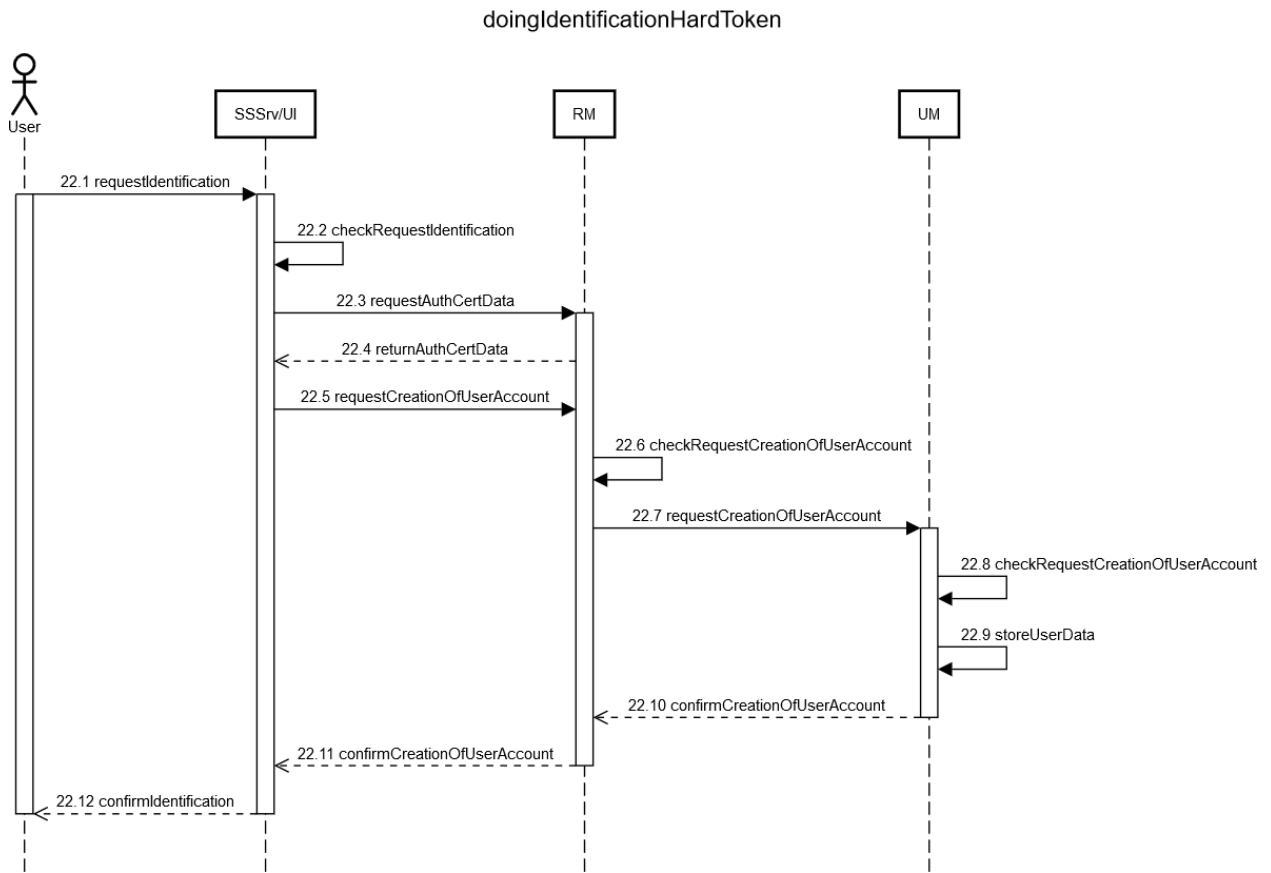 doingIdentificationHardToken
User
SSSrv/UI
RM
UM
22.1 requestIdentification
22.2 checkRequestIdentification
22.3 requestAuthCertData
22.4 returnAuthCertData
22.5 requestCreationOfUserAccount
22.6 checkRequestCreationOfUserAccount
22.7 requestCreationOfUserAccount
22.8 checkRequestCreationOfUserAccount
22.9 storeUserData
22.10 confirmCreationOfUserAccount
22.11 confirmCreationOfUserAccount
22.12 confirmIdentification